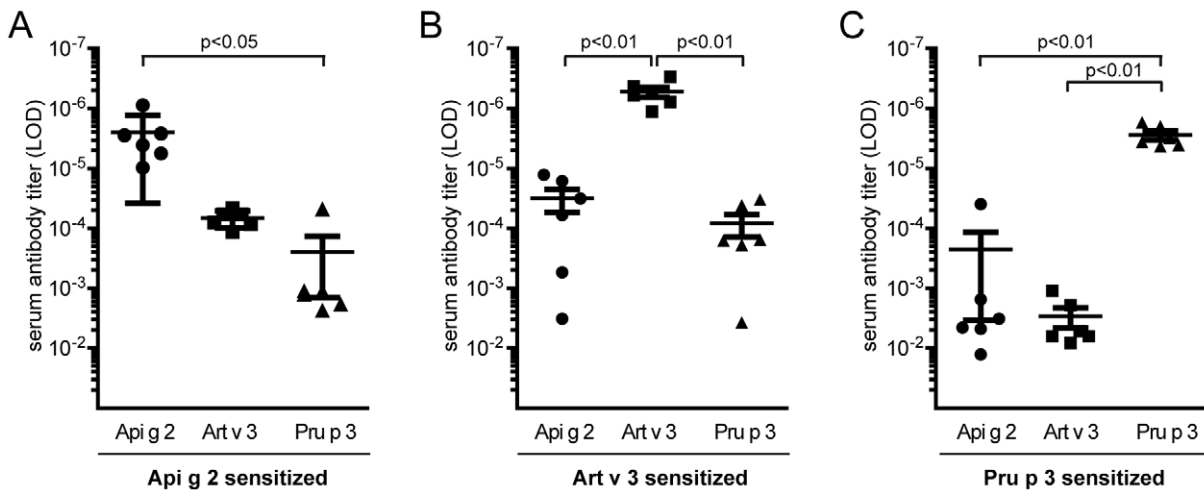 A
p<0.05
serum antibody titer (LOD)
10-7
10-6
10-5
10-4
10-3
10-2
Api g 2 Art v 3 Pru p 3
Api g 2 sensitized
B
p<0.01 p<0.01
serum antibody titer (LOD)
10-7
10-6
10-5
10-4
10-3
10-2
Api g 2 Art v 3 Pru p 3
Art v 3 sensitized
C
p<0.01
p<0.01
serum antibody titer (LOD)
10-7
10-6
10-5
10-4
10-3
10-2
Api g 2 Art v 3 Pru p 3
Pru p 3 sensitized